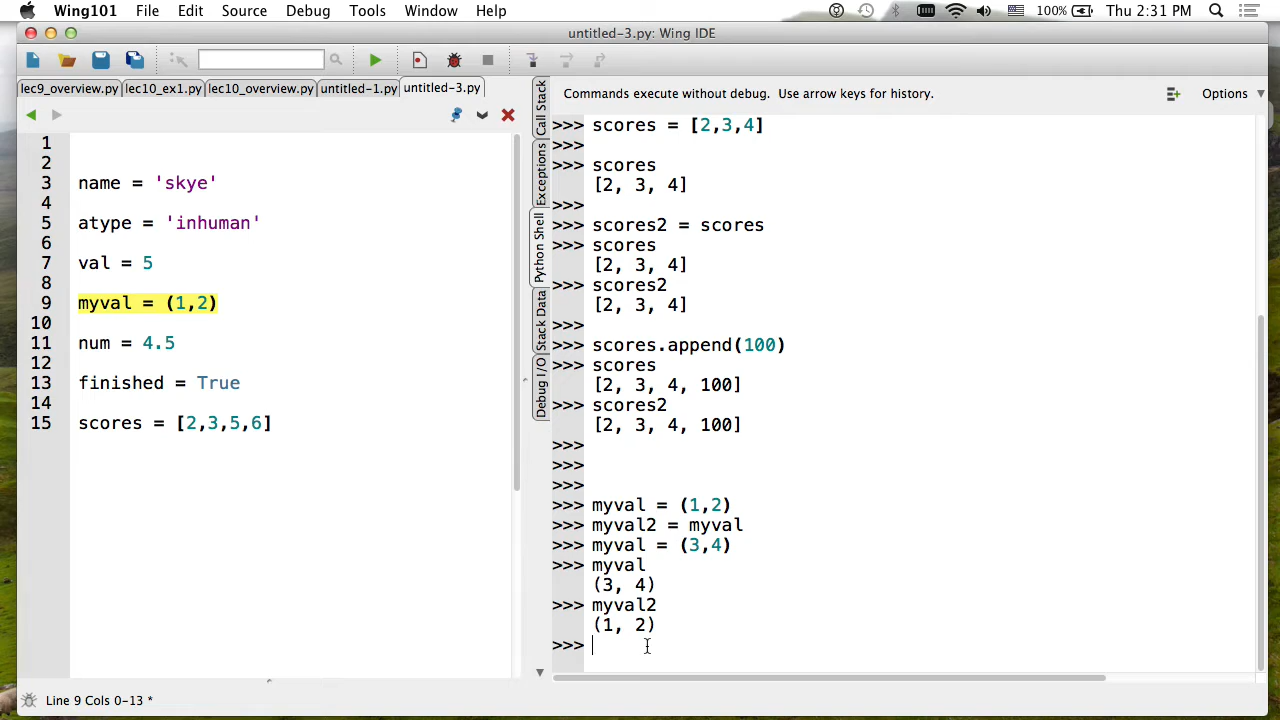 Wing101 File Edit Source Debug Tools Window Help 100% Thu 2:31 PM
untitled-3.py: Wing IDE
lec9_overview.py lec10_ex1.py lec10_overview.py untitled-1.py untitled-3.py
1
2
3 name = 'skye'
4
5 atype = 'inhuman'
6
7 val = 5
8
9 myval = (1,2)
10
11 num = 4.5
12
13 finished = True
14
15 scores = [2,3,5,6]
Call Stack
Exceptions
Python Shell
Stack Data
Debug I/O
Commands execute without debug. Use arrow keys for history. Options
>>> scores = [2,3,4]
>>>
>>> scores
[2, 3, 4]
>>>
>>> scores2 = scores
>>> scores
[2, 3, 4]
>>> scores2
[2, 3, 4]
>>>
>>> scores.append(100)
>>> scores
[2, 3, 4, 100]
>>> scores2
[2, 3, 4, 100]
>>>
>>>
>>>
>>> myval = (1,2)
>>> myval2 = myval
>>> myval = (3,4)
>>> myval
(3, 4)
>>> myval2
(1, 2)
>>>
Line 9 Cols 0-13 *